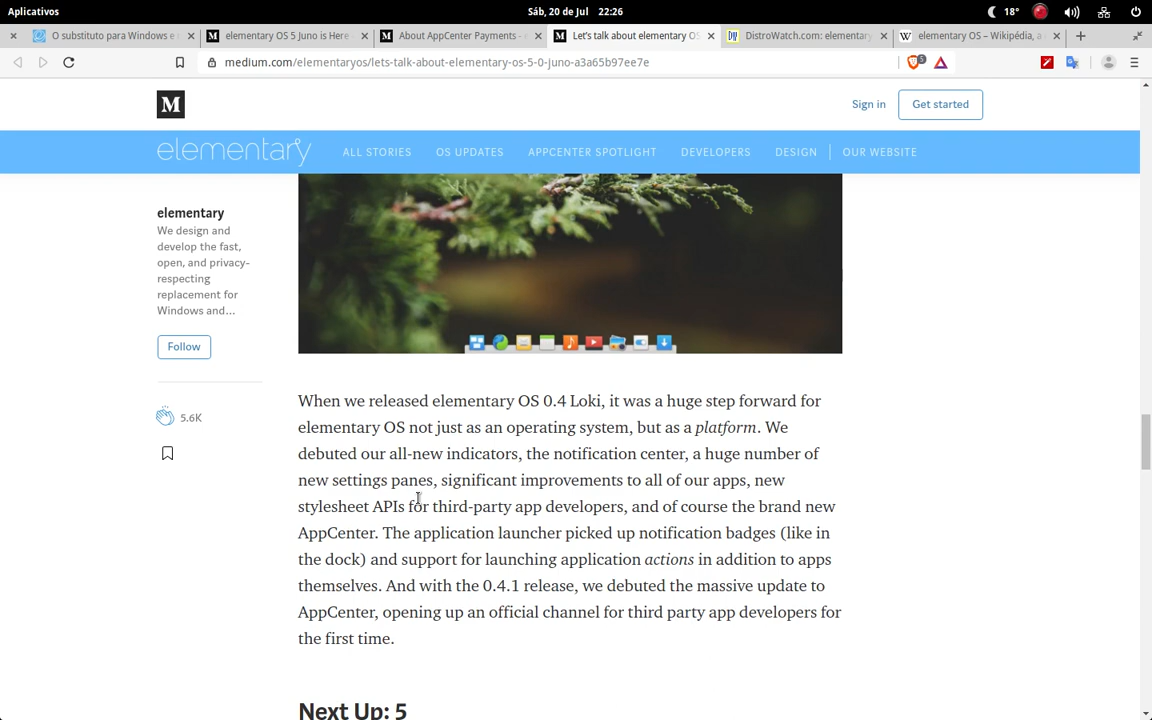 Aplicativos
Sáb, 20 de Jul 22:26
18°
O substituto para Windows e
elementary OS 5 Juno is Here -
About AppCenter Payments - e
Let's talk about elementary OS
DistroWatch.com: elementary
elementary OS – Wikipédia, a
medium.com/elementaryos/lets-talk-about-elementary-os-5-0-juno-a3a65b97ee7e
5
M
Sign in
Get started
elementary
ALL STORIES
OS UPDATES
APPCENTER SPOTLIGHT
DEVELOPERS
DESIGN
OUR WEBSITE
elementary
We design and
develop the fast,
open, and privacy-
respecting
replacement for
Windows and...
Follow
5.6K
When we released elementary OS 0.4 Loki, it was a huge step forward for
elementary OS not just as an operating system, but as a platform. We
debuted our all-new indicators, the notification center, a huge number of
new settings panes, significant improvements to all of our apps, new
stylesheet APIs for third-party app developers, and of course the brand new
AppCenter. The application launcher picked up notification badges (like in
the dock) and support for launching application actions in addition to apps
themselves. And with the 0.4.1 release, we debuted the massive update to
AppCenter, opening up an official channel for third party app developers for
the first time.
Next Up: 5